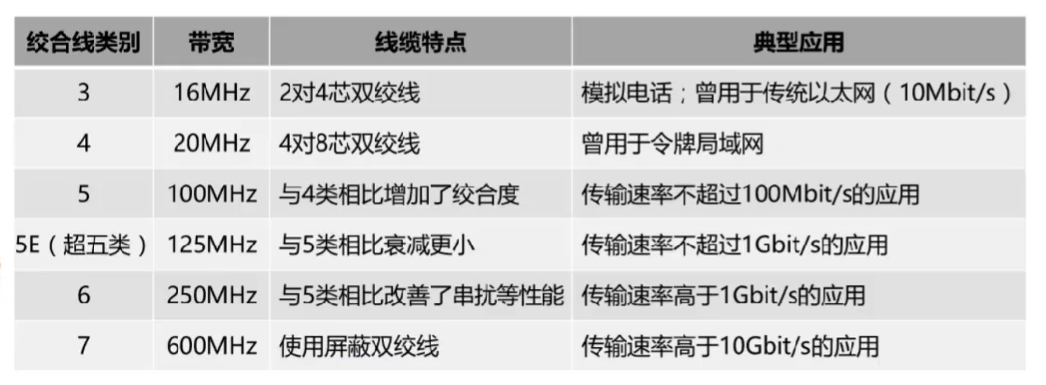 绞合线类别 带宽 线缆特点 典型应用
3 16MHz 2对4芯双绞线 模拟电话；曾用于传统以太网（10Mbit/s）
4 20MHz 4对8芯双绞线 曾用于令牌局域网
5 100MHz 与4类相比增加了绞合度 传输速率不超过100Mbit/s的应用
5E（超五类） 125MHz 与5类相比衰减更小 传输速率不超过1Gbit/s的应用
6 250MHz 与5类相比改善了串扰等性能 传输速率高于1Gbit/s的应用
7 600MHz 使用屏蔽双绞线 传输速率高于10Gbit/s的应用